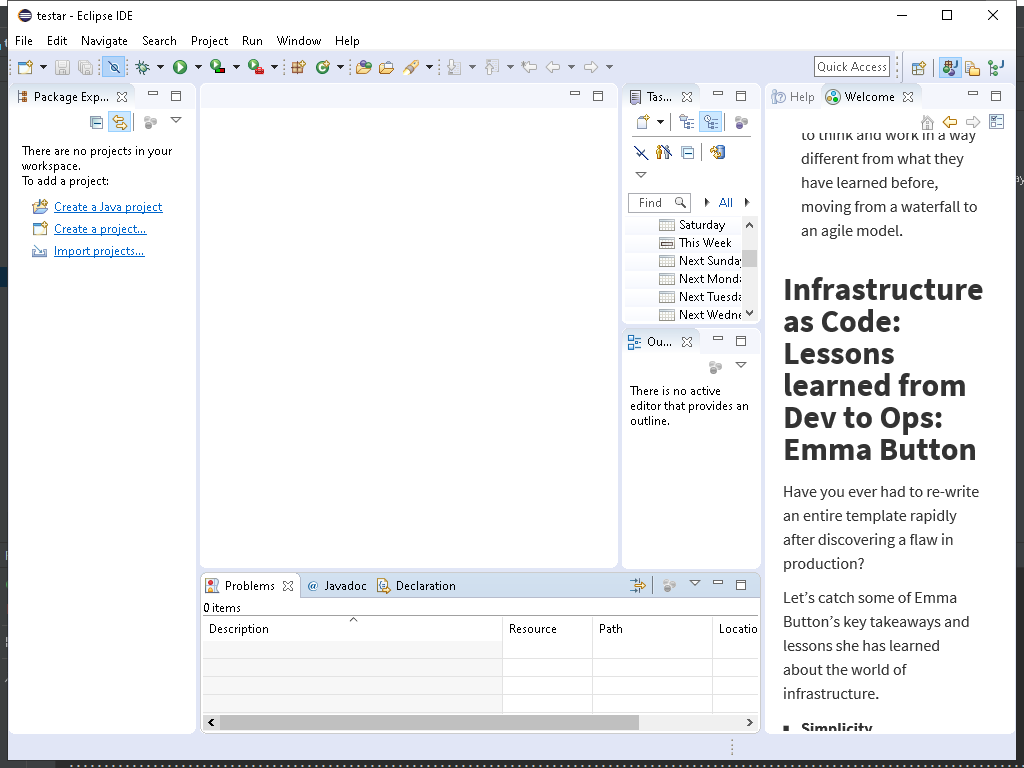 testar - Eclipse IDE
File Edit Navigate Search Project Run Window Help
Quick Access
Package Exp...
There are no projects in your
workspace.
To add a project:
Create a Java project
Create a project...
Import projects...
Tas...
Find
All
Saturday
This Week
Next Sunday
Next Mond
Next Tuesda
Next Wedne
Ou...
There is no active
editor that provides an
outline.
Problems @ Javadoc Declaration
0 items
Description Resource Path Locatio
Help Welcome
to think and work in a way
different from what they
have learned before,
moving from a waterfall to
an agile model.
Infrastructure
as Code:
Lessons
learned from
Dev to Ops:
Emma Button
Have you ever had to re-write
an entire template rapidly
after discovering a flaw in
production?
Let’s catch some of Emma
Button’s key takeaways and
lessons she has learned
about the world of
infrastructure.
▪ Simplicity